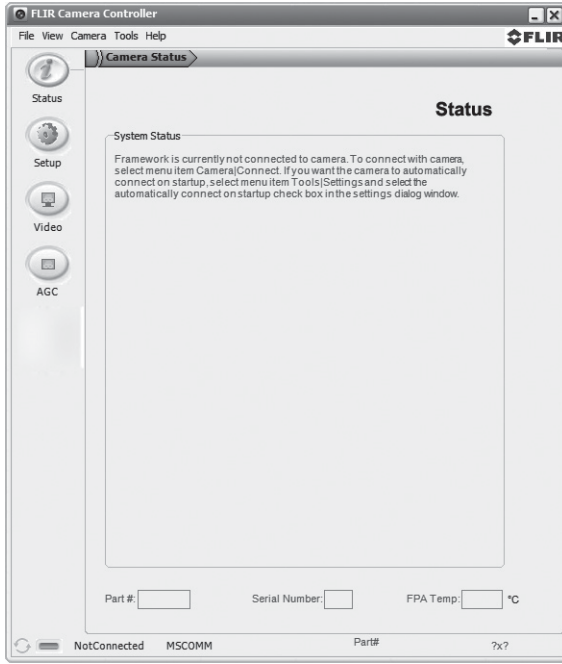 FLIR Camera Controller
File View Camera Tools Help
FLIR
Camera Status
Status
Setup
Video
AGC
Status
System Status
Framework is currently not connected to camera. To connect with camera,
select menu item Camera|Connect. If you want the camera to automatically
connect on startup, select menu item Tools|Settings and select the
automatically connect on startup check box in the settings dialog window.
Part #:
Serial Number:
FPA Temp:
°C
NotConnected MSCOMM Part# ?x?